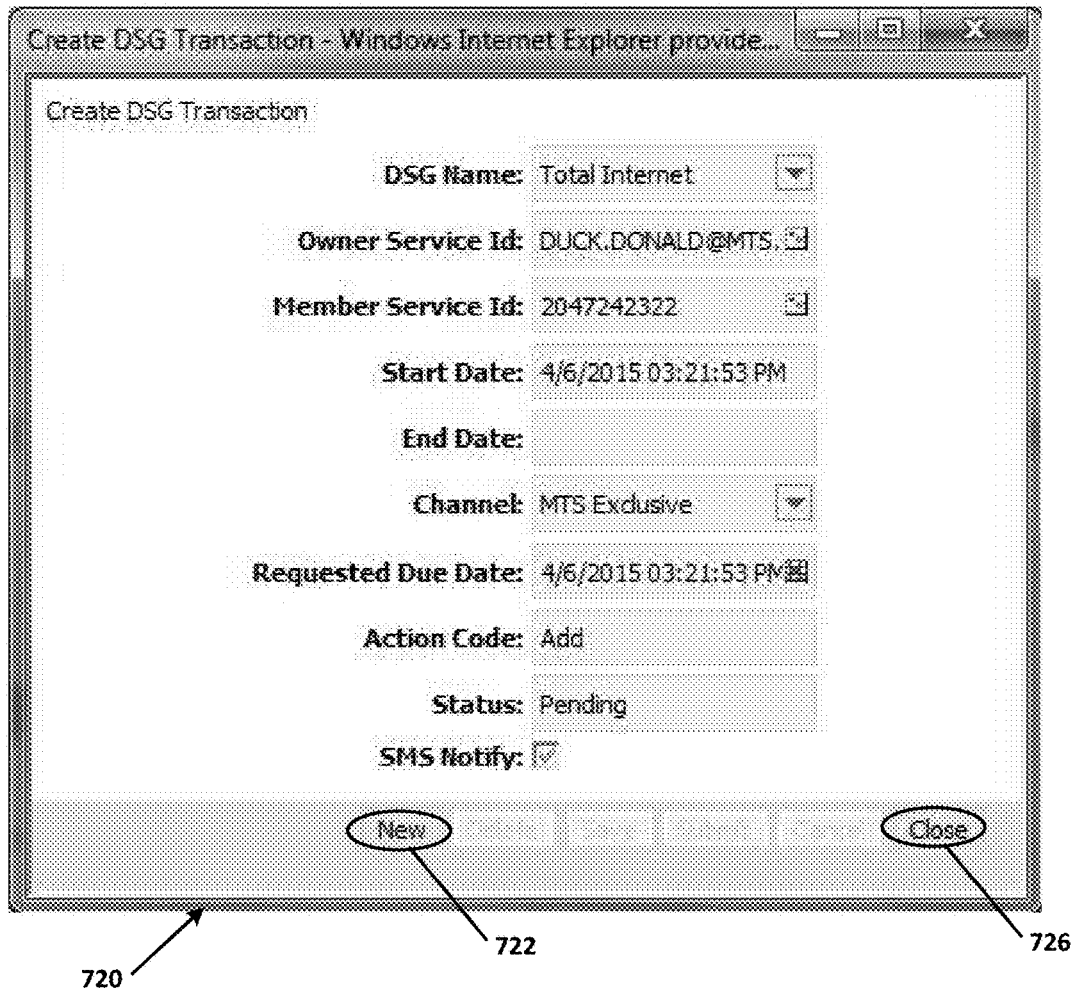 Create DSG Transaction - Windows Internet Explorer provide...
Create DSG Transaction
DSG Name: Total Internet
Owner Service Id: DUCK.DONALD@MTS.
Member Service Id: 2047242322
Start Date: 4/6/2015 03:21:53 PM
End Date:
Channel: MTS Exclusive
Requested Due Date: 4/6/2015 03:21:53 PM
Action Code: Add
Status: Pending
SMS Notify:
New Close
722
726
720